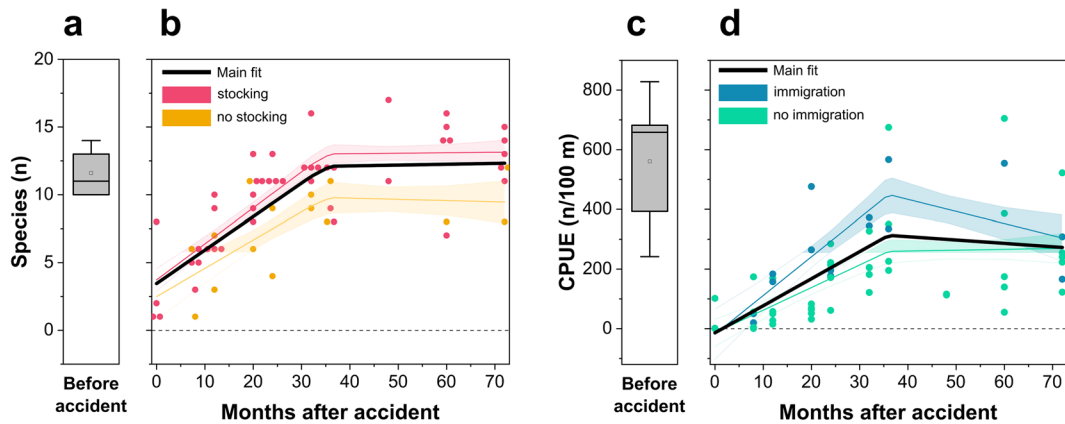 a
b
c
d
20
15
10
5
0
Species (n)
Before
accident
Main fit
stocking
no stocking
0
10
20
30
40
50
60
70
Months after accident
800
600
400
200
0
CPUE (n/100 m)
Before
accident
Main fit
immigration
no immigration
0
10
20
30
40
50
60
70
Months after accident